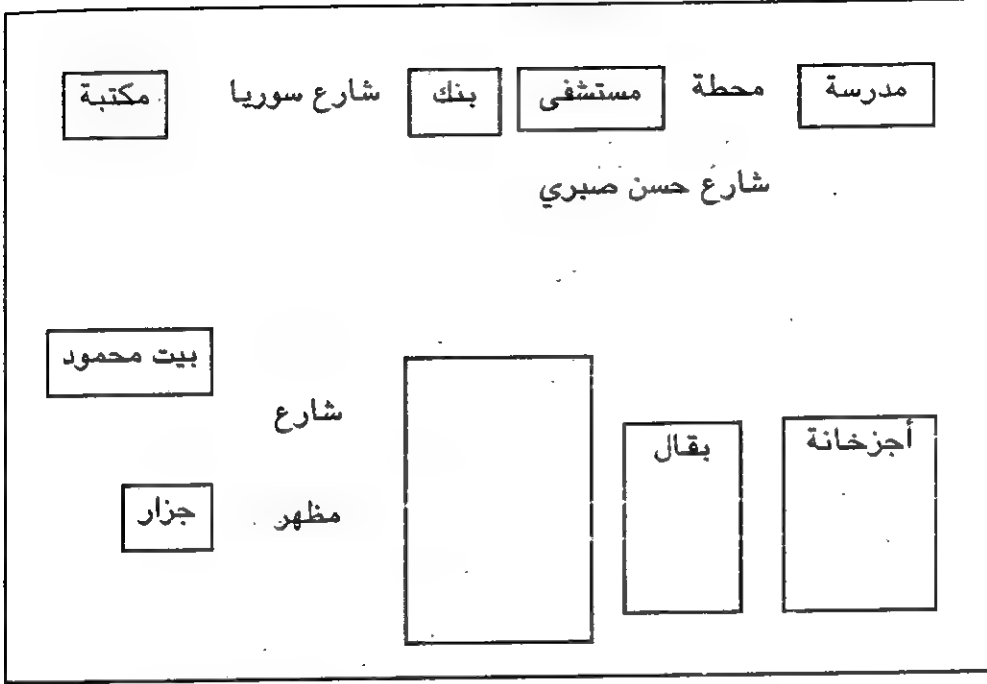 مدرسة محطة مستشفى بنك شارع سوريا مكتبة
شارع حسن صبري
بيت محمود
شارع
أجزخانة بقال
مظهر جزار